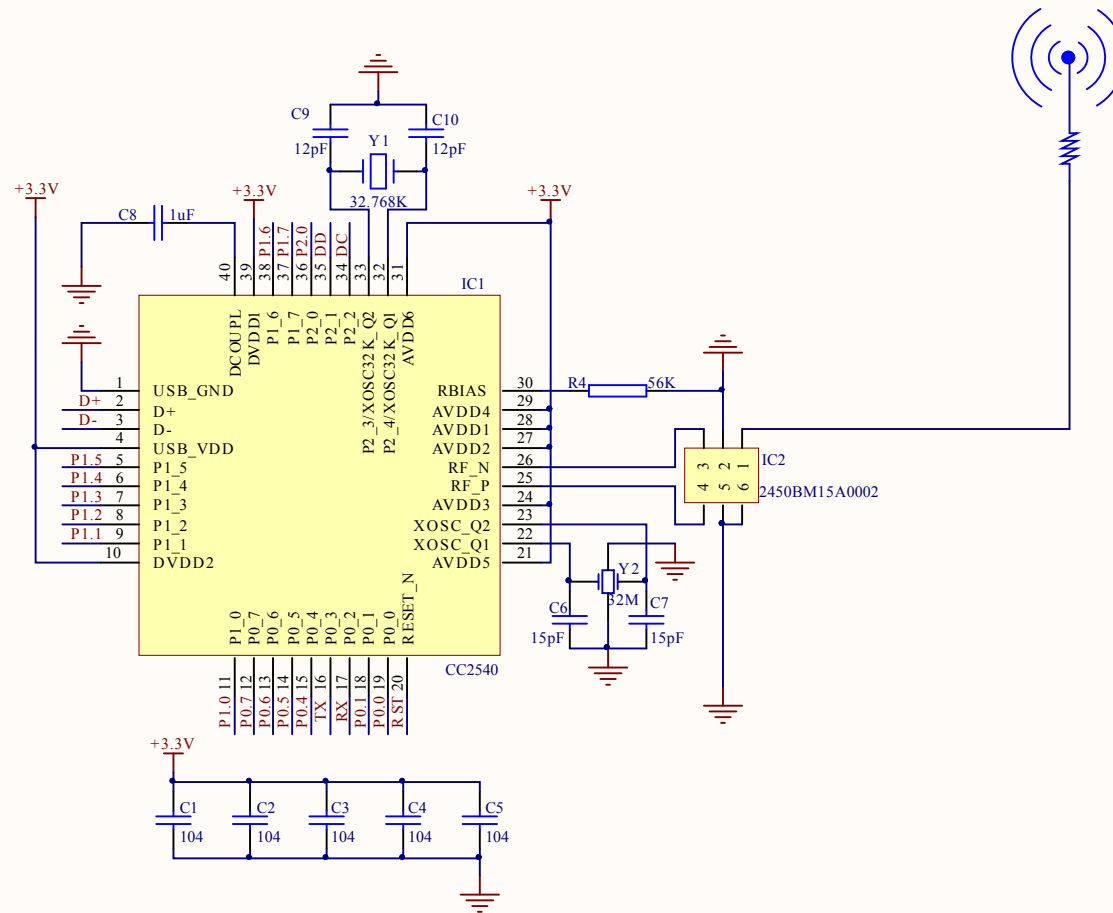 C9
C10
12pF
Y1
12pF
32.768K
+3.3V
+3.3V
+3.3V
C8
1uF
P1.6
P1.7
P2.0
DD
DC
40
39
38
37
36
35
34
33
32
31
IC1
DCOUPL
DVDD1
P1_6
P1_7
P2_0
P2_1
P2_2
P2_3/XOSC32K_Q2
P2_4/XOSC32K_Q1
AVDD6
1 USB_GND
D+ 2 D+
D- 3 D-
4 USB_VDD
P1.5 5 P1_5
P1.4 6 P1_4
P1.3 7 P1_3
P1.2 8 P1_2
P1.1 9 P1_1
10 DVDD2
RBIAS 30
AVDD4 29
AVDD1 28
AVDD2 27
RF_N 26
RF_P 25
AVDD3 24
XOSC_Q2 23
XOSC_Q1 22
AVDD5 21
R4
56K
3 2 1
4 5 6
IC2
2450BM15A0002
Y2
32M
C6
15pF
C7
15pF
P1_0
P0_7
P0_6
P0_5
P0_4
P0_3
P0_2
P0_1
P0_0
RESET_N
CC2540
P1.0 11
P0.7 12
P0.6 13
P0.5 14
P0.4 15
TX 16
RX 17
P0.1 18
P0.0 19
RST 20
+3.3V
C1
C2
C3
C4
C5
104
104
104
104
104